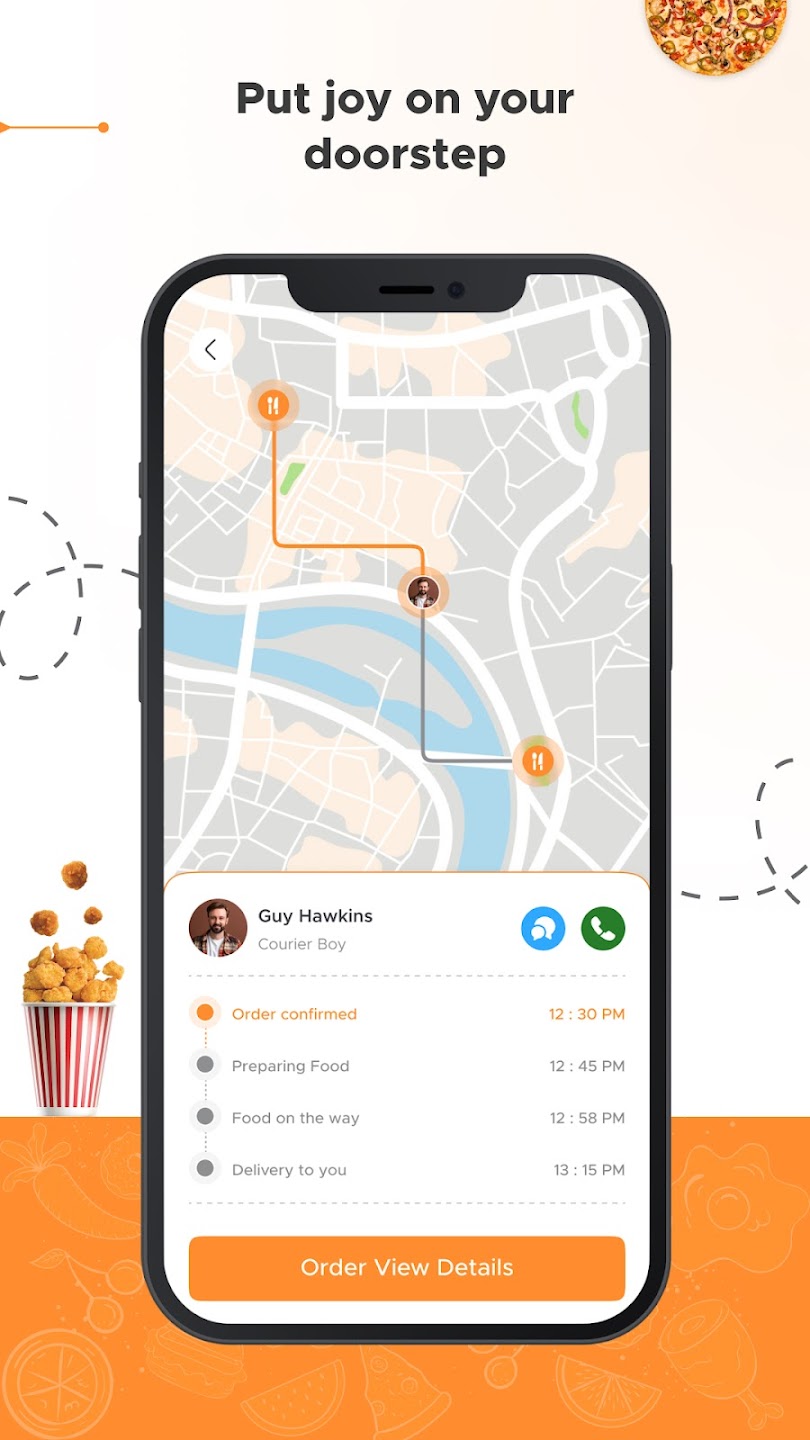 Put joy on your
doorstep
Guy Hawkins
Courier Boy
Order confirmed 12 : 30 PM
Preparing Food 12 : 45 PM
Food on the way 12 : 58 PM
Delivery to you 13 : 15 PM
Order View Details